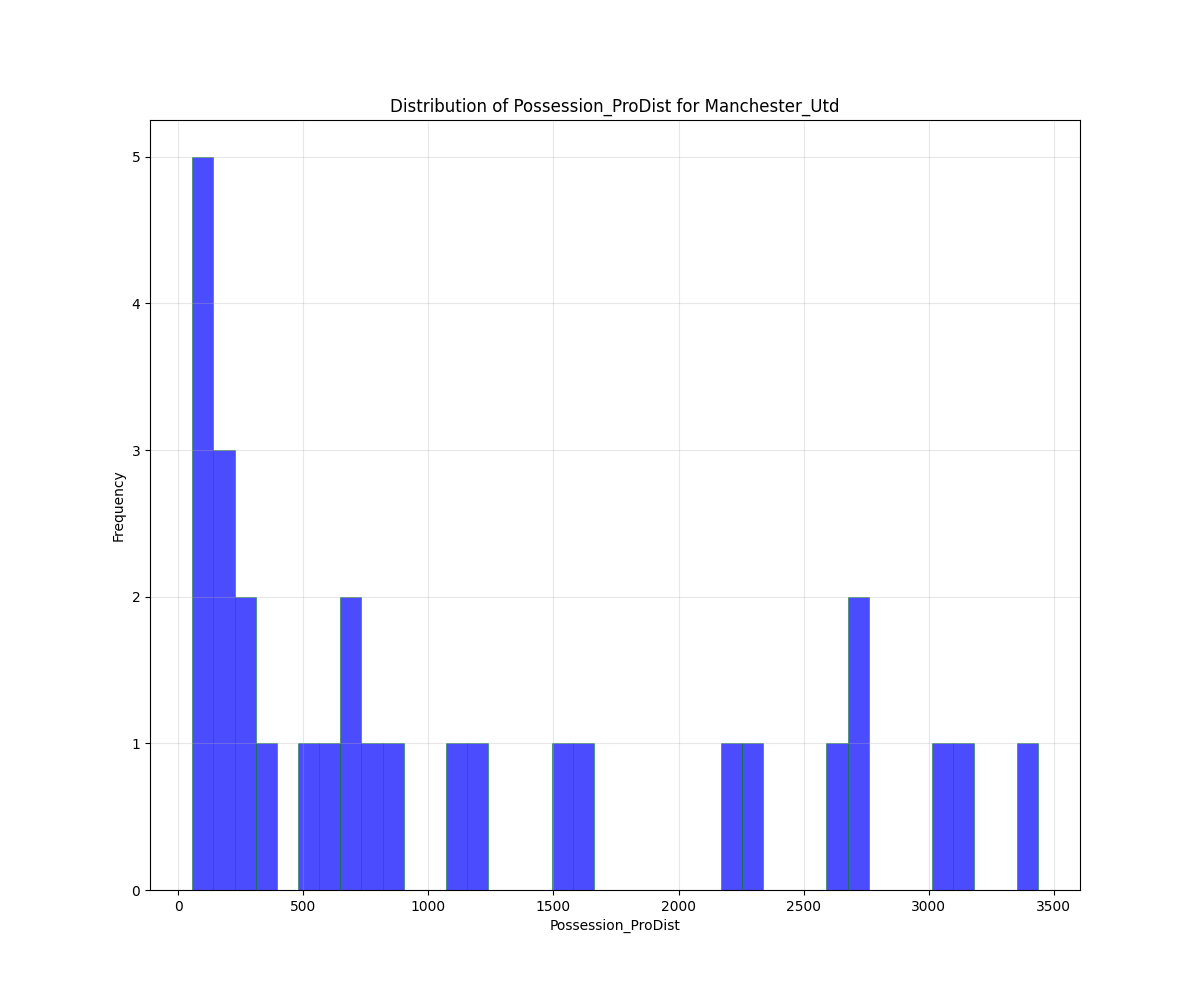 Distribution of Possession_ProDist for Manchester_Utd
5
4
3
2
1
0
Frequency
0 500 1000 1500 2000 2500 3000 3500
Possession_ProDist